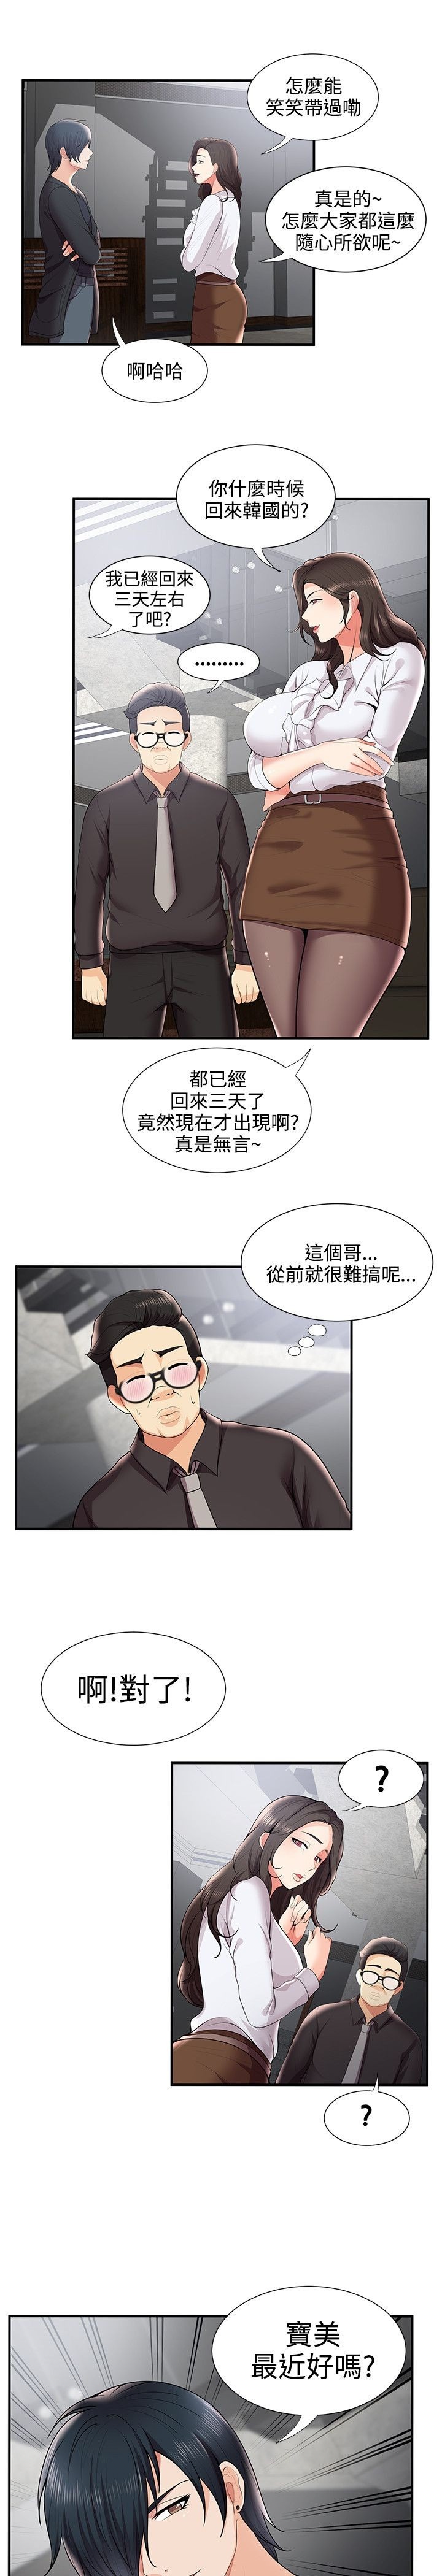 怎麼能
笑笑帶過嘞
真是的~
怎麼大家都這麼
隨心所欲呢~
啊哈哈
你什麼時候
回來韓國的?
我已經回來
三天左右
了吧?
•••••••••
都已經
回來三天了
竟然現在才出現啊?
真是無言~
這個哥...
從前就很難搞呢...
啊!對了!
?
?
寶美
最近好嗎?